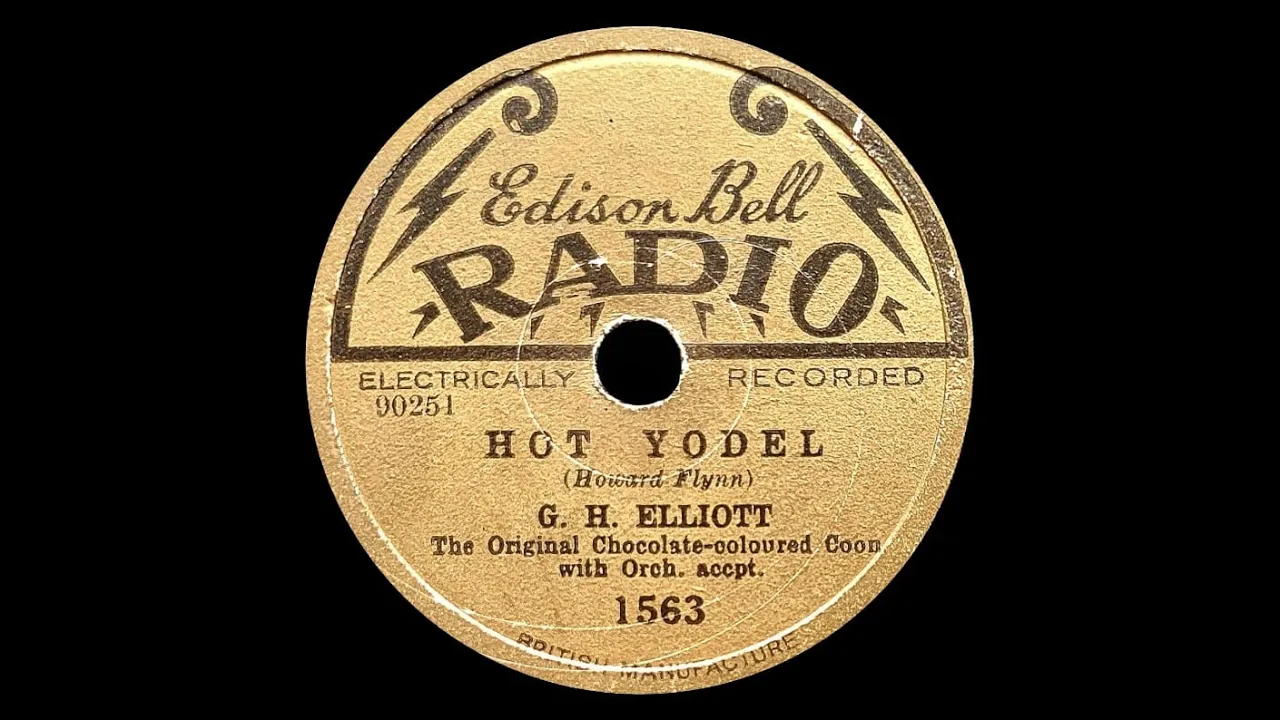 Edison Bell
RADIO
ELECTRICALLY RECORDED
90251
HOT YODEL
(Howard Flynn)
G. H. ELLIOTT
The Original Chocolate-coloured Coon
with Orch. accpt.
1563
BRITISH MANUFACTURE